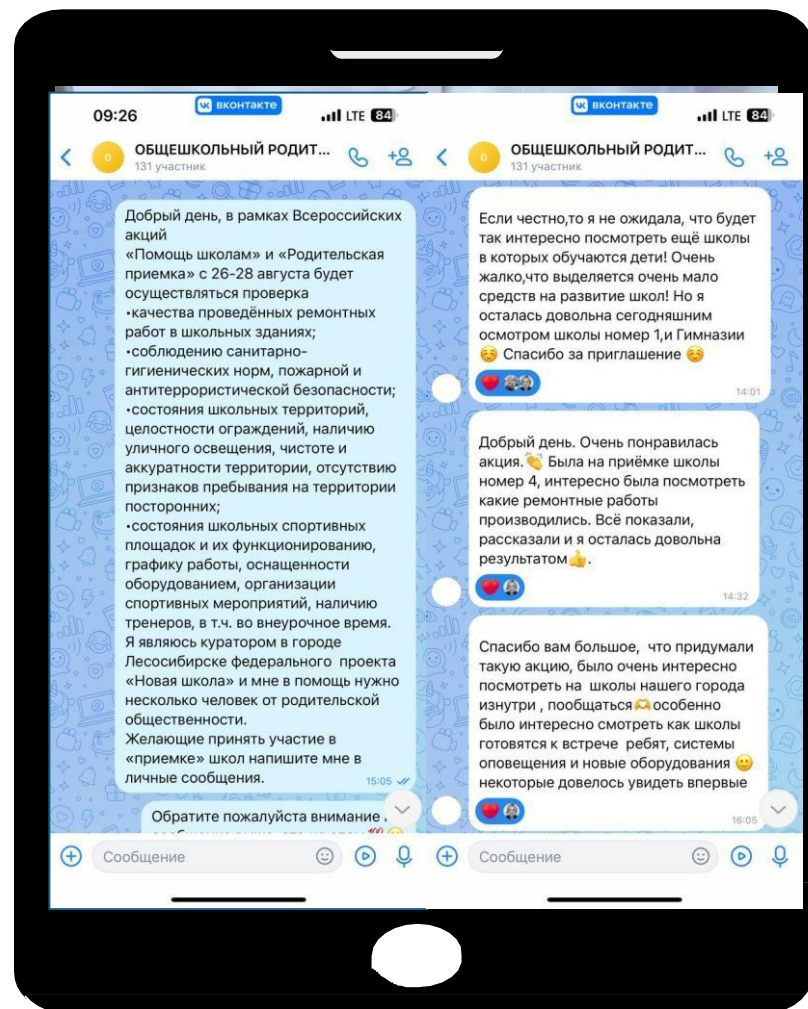 09:26
вконтакте
LTE 84
ОБЩЕШКОЛЬНЫЙ РОДИТ...
131 участник
Добрый день, в рамках Всероссийских
акций
«Помощь школам» и «Родительская
приемка» с 26-28 августа будет
осуществляться проверка
•качества проведённых ремонтных
работ в школьных зданиях;
•соблюдению санитарно-
гигиенических норм, пожарной и
антитеррористической безопасности;
•состояния школьных территорий,
целостности ограждений, наличию
уличного освещения, чистоте и
аккуратности территории, отсутствию
признаков пребывания на территории
посторонних;
•состояния школьных спортивных
площадок и их функционированию,
графику работы, оснащенности
оборудованием, организации
спортивных мероприятий, наличию
тренеров, в т.ч. во внеурочное время.
Я являюсь куратором в городе
Лесосибирске федерального проекта
«Новая школа» и мне в помощь нужно
несколько человек от родительской
общественности.
Желающие принять участие в
«приемке» школ напишите мне в
личные сообщения.
15:05
Обратите пожалуйста внимание
Сообщение
вконтакте
LTE 84
ОБЩЕШКОЛЬНЫЙ РОДИТ...
131 участник
Если честно,то я не ожидала, что будет
так интересно посмотреть ещё школы
в которых обучаются дети! Очень
жалко,что выделяется очень мало
средств на развитие школ! Но я
осталась довольна сегодняшним
осмотром школы номер 1,и Гимназии
☺️ Спасибо за приглашение ☺️
14:01
Добрый день. Очень понравилась
акция.👏 Была на приёмке школы
номер 4, интересно была посмотреть
какие ремонтные работы
производились. Всё показали,
рассказали и я осталась довольна
результатом👍.
14:32
Спасибо вам большое, что придумали
такую акцию, было очень интересно
посмотреть на школы нашего города
изнутри , пообщаться🫶особенно
было интересно смотреть как школы
готовятся к встрече ребят, системы
оповещения и новые оборудования 🙂
некоторые довелось увидеть впервые
16:05
Сообщение